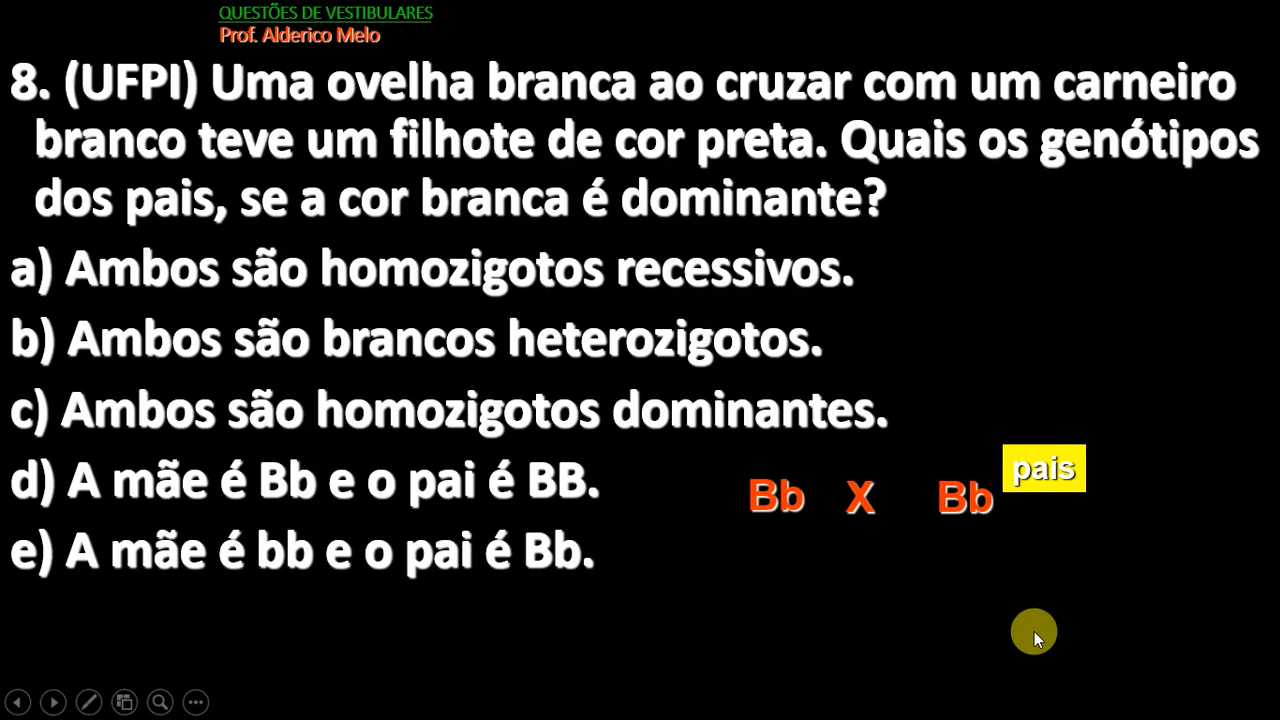 QUESTÕES DE VESTIBULARES
Prof. Alderico Melo
8. (UFPI) Uma ovelha branca ao cruzar com um carneiro
branco teve um filhote de cor preta. Quais os genótipos
dos pais, se a cor branca é dominante?
a) Ambos são homozigotos recessivos.
b) Ambos são brancos heterozigotos.
c) Ambos são homozigotos dominantes.
d) A mãe é Bb e o pai é BB.
e) A mãe é bb e o pai é Bb.
Bb X Bb pais